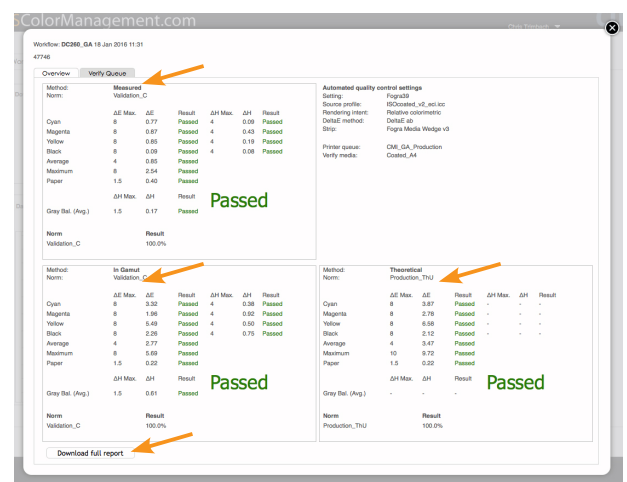 SColorManagement.com
Chris Tolnbach
Workflow: DC260_GA 18 Jan 2016 11:31
47746
Overview Verify Queue
Method: Measured
Norm: Validation_C
ΔE Max. ΔE Result ΔH Max. ΔH Result
Cyan 8 0.77 Passed 4 0.09 Passed
Magenta 8 0.87 Passed 4 0.43 Passed
Yellow 8 0.85 Passed 4 0.19 Passed
Black 8 0.09 Passed 4 0.08 Passed
Average 4 0.85 Passed
Maximum 8 2.54 Passed
Paper 1.5 0.40 Passed
Passed
ΔH Max. ΔH Result
Gray Bal. (Avg.) 1.5 0.17 Passed
Norm Result
Validation_C 100.0%
Automated quality control settings
Setting: Fogra39
Source profile: ISOcoated_v2_eci.icc
Rendering intent: Relative colorimetric
DeltaE method: DeltaE ab
Strip: Fogra Media Wedge v3
Printer queue: CMI_GA_Production
Verify media: Coated_A4
Method: In Gamut
Norm: Validation_C
ΔE Max. ΔE Result ΔH Max. ΔH Result
Cyan 8 3.32 Passed 4 0.38 Passed
Magenta 8 1.96 Passed 4 0.92 Passed
Yellow 8 5.49 Passed 4 0.50 Passed
Black 8 2.26 Passed 4 0.75 Passed
Average 4 2.77 Passed
Maximum 8 5.69 Passed
Paper 1.5 0.22 Passed
Passed
ΔH Max. ΔH Result
Gray Bal. (Avg.) 1.5 0.61 Passed
Norm Result
Validation_C 100.0%
Method: Theoretical
Norm: Production_ThU
ΔE Max. ΔE Result ΔH Max. ΔH Result
Cyan 8 3.87 Passed - - -
Magenta 8 2.78 Passed - - -
Yellow 8 6.58 Passed - - -
Black 8 2.12 Passed - - -
Average 4 3.47 Passed
Maximum 10 9.72 Passed
Paper 1.5 0.22 Passed
Passed
ΔH Max. ΔH Result
Gray Bal. (Avg.) - - -
Norm Result
Production_ThU 100.0%
Download full report